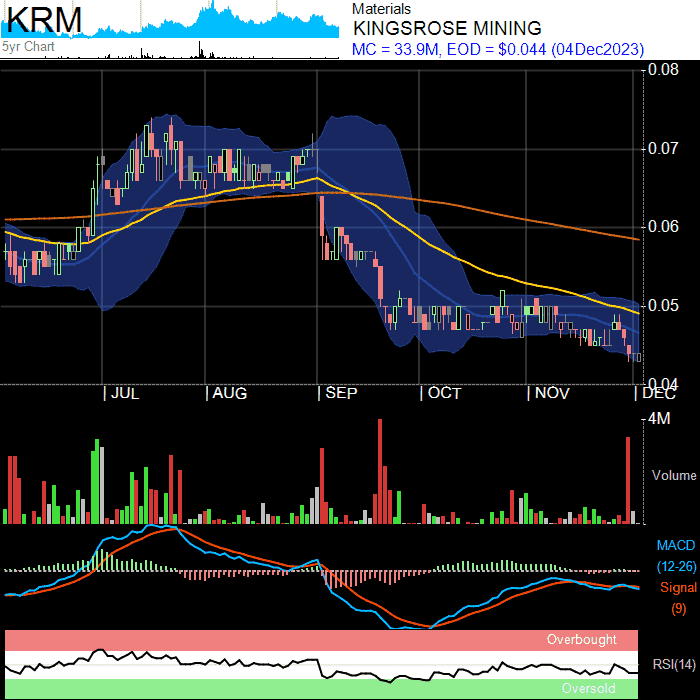 KRM
5yr Chart
Materials
KINGSROSE MINING
MC = 33.9M, EOD = $0.044 (04Dec2023)
0.08
0.07
0.06
0.05
0.04
JUL AUG SEP OCT NOV DEC
4M
Volume
MACD
(12-26)
Signal
(9)
Overbought
RSI(14)
Oversold